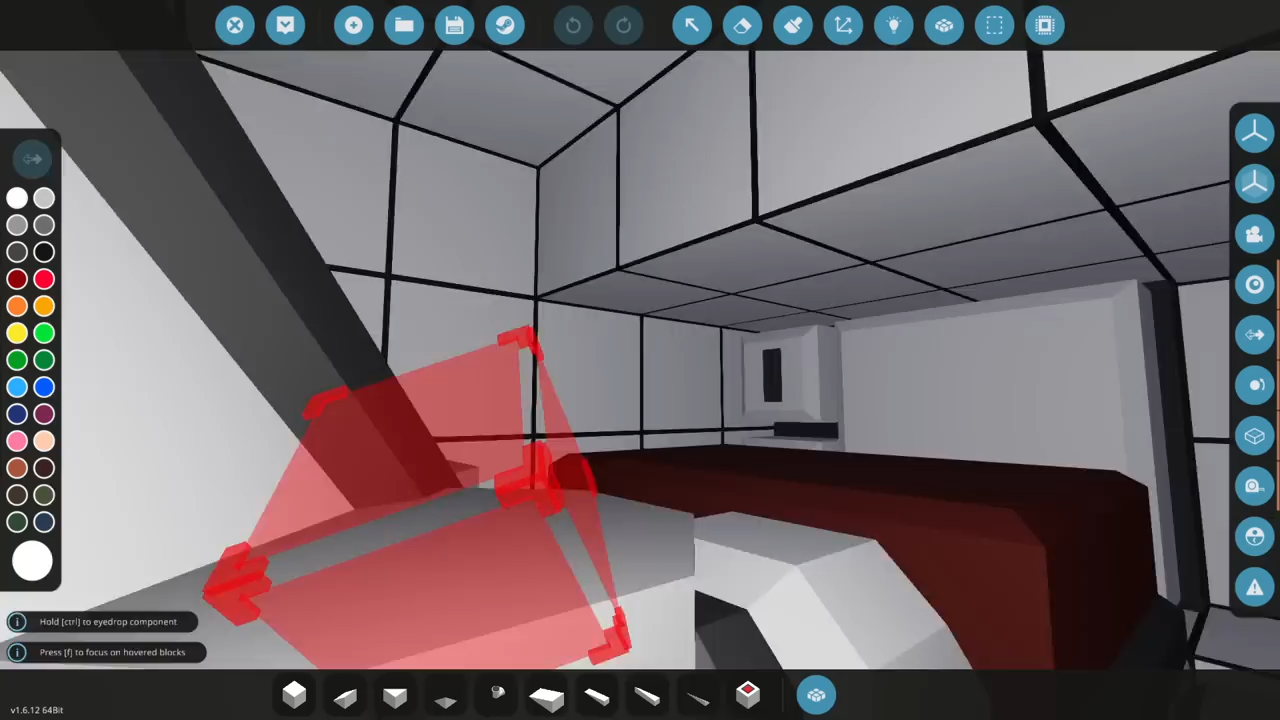 Hold [ctrl] to eyedrop component
Press [f] to focus on hovered blocks
v1.6.12 64Bit